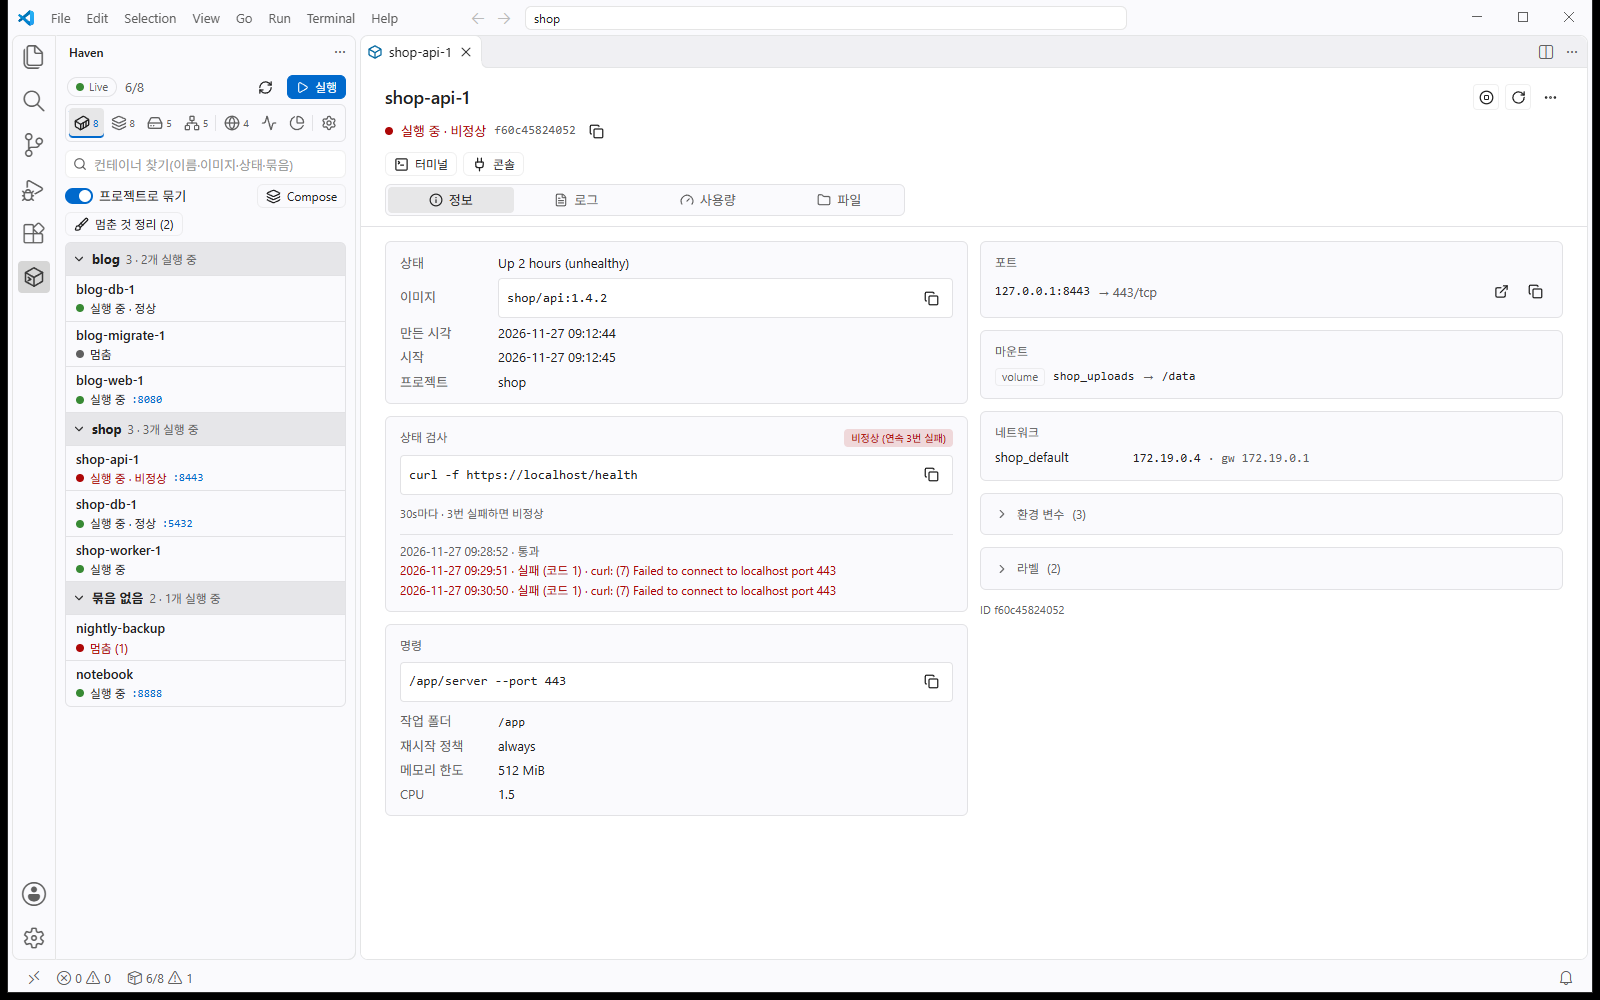 File Edit Selection View Go Run Terminal Help
shop
Haven
Live 6/8 실행
8 8 5 5 4
컨테이너 찾기(이름·이미지·상태·묶음)
프로젝트로 묶기 Compose
멈춘 것 정리 (2)
blog 3 · 2개 실행 중
blog-db-1
실행 중 · 정상
blog-migrate-1
멈춤
blog-web-1
실행 중 :8080
shop 3 · 3개 실행 중
shop-api-1
실행 중 · 비정상 :8443
shop-db-1
실행 중 · 정상 :5432
shop-worker-1
실행 중
묶음 없음 2 · 1개 실행 중
nightly-backup
멈춤 (1)
notebook
실행 중 :8888
shop-api-1
shop-api-1
실행 중 · 비정상 f60c45824052
터미널 콘솔
정보 로그 사용량 파일
상태 Up 2 hours (unhealthy)
이미지 shop/api:1.4.2
만든 시각 2026-11-27 09:12:44
시작 2026-11-27 09:12:45
프로젝트 shop
상태 검사 비정상 (연속 3번 실패)
curl -f https://localhost/health
30s마다 · 3번 실패하면 비정상
2026-11-27 09:28:52 · 통과
2026-11-27 09:29:51 · 실패 (코드 1) · curl: (7) Failed to connect to localhost port 443
2026-11-27 09:30:50 · 실패 (코드 1) · curl: (7) Failed to connect to localhost port 443
명령
/app/server --port 443
작업 폴더 /app
재시작 정책 always
메모리 한도 512 MiB
CPU 1.5
포트
127.0.0.1:8443 → 443/tcp
마운트
volume shop_uploads → /data
네트워크
shop_default 172.19.0.4 · gw 172.19.0.1
환경 변수 (3)
라벨 (2)
ID f60c45824052
0 0 6/8 1